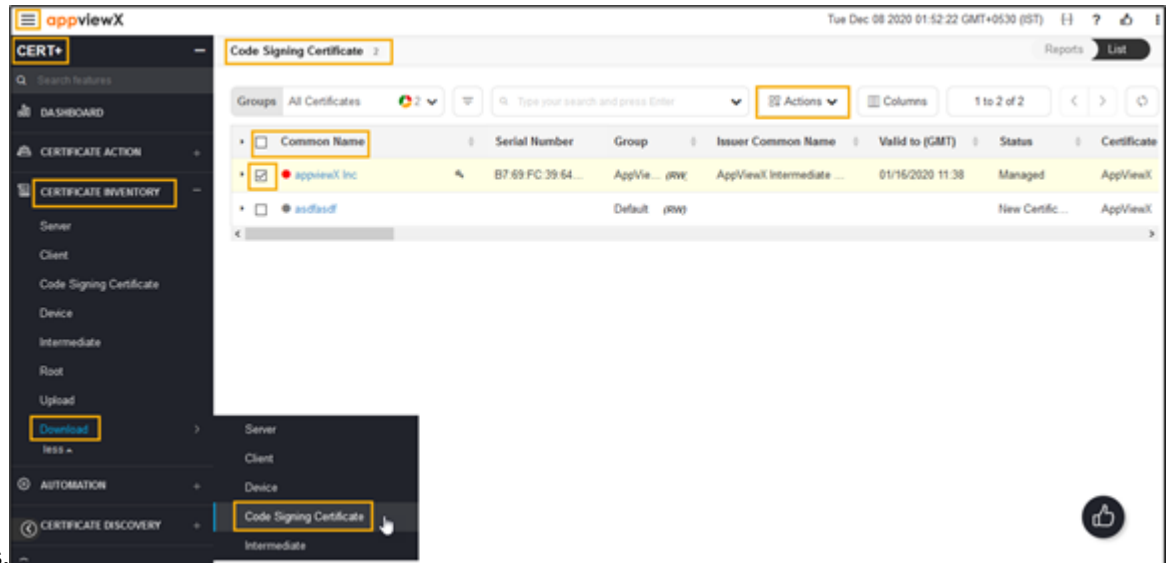 appviewX
Tue Dec 08 2020 01:52:22 GMT+0530 (IST)
?
CERT+
Code Signing Certificate 2
Reports List
Search features
Groups All Certificates 2 Type your search and press Enter Actions Columns 1 to 2 of 2
DASHBOARD
Common Name Serial Number Group Issuer Common Name Valid to (GMT) Status Certificate
CERTIFICATE ACTION +
appviewX Inc B7:69:FC:39:64... AppVie... (RW) AppViewX Intermediate ... 01/16/2020 11:38 Managed AppViewX
CERTIFICATE INVENTORY −
asdfasdf Default (RW) New Certific... AppViewX
Server
Client
Code Signing Certificate
Device
Intermediate
Root
Upload
Download
less
Server
Client
Device
Code Signing Certificate
Intermediate
AUTOMATION +
CERTIFICATE DISCOVERY +